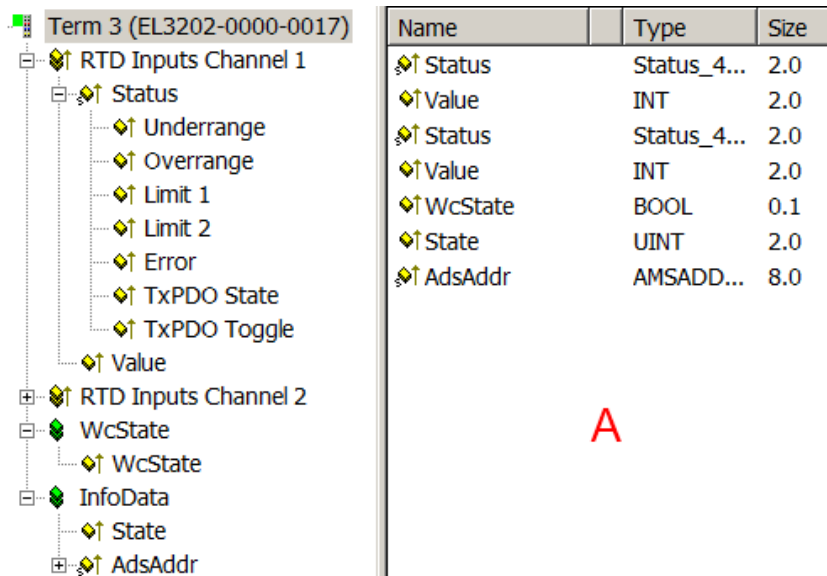 Term 3 (EL3202-0000-0017)
RTD Inputs Channel 1
Status
Underrange
Overrange
Limit 1
Limit 2
Error
TxPDO State
TxPDO Toggle
Value
RTD Inputs Channel 2
WcState
WcState
InfoData
State
AdsAddr
Name Type Size
Status Status_4... 2.0
Value INT 2.0
Status Status_4... 2.0
Value INT 2.0
WcState BOOL 0.1
State UINT 2.0
AdsAddr AMSADD... 8.0
A